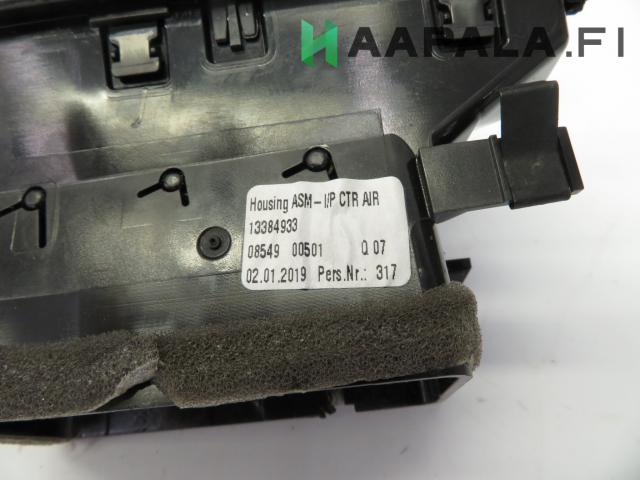 HAAPALA.FI
Housing ASM-I/P CTR AIR
13384933
08549 00501 Q 07
02.01.2019 Pers.Nr.: 317